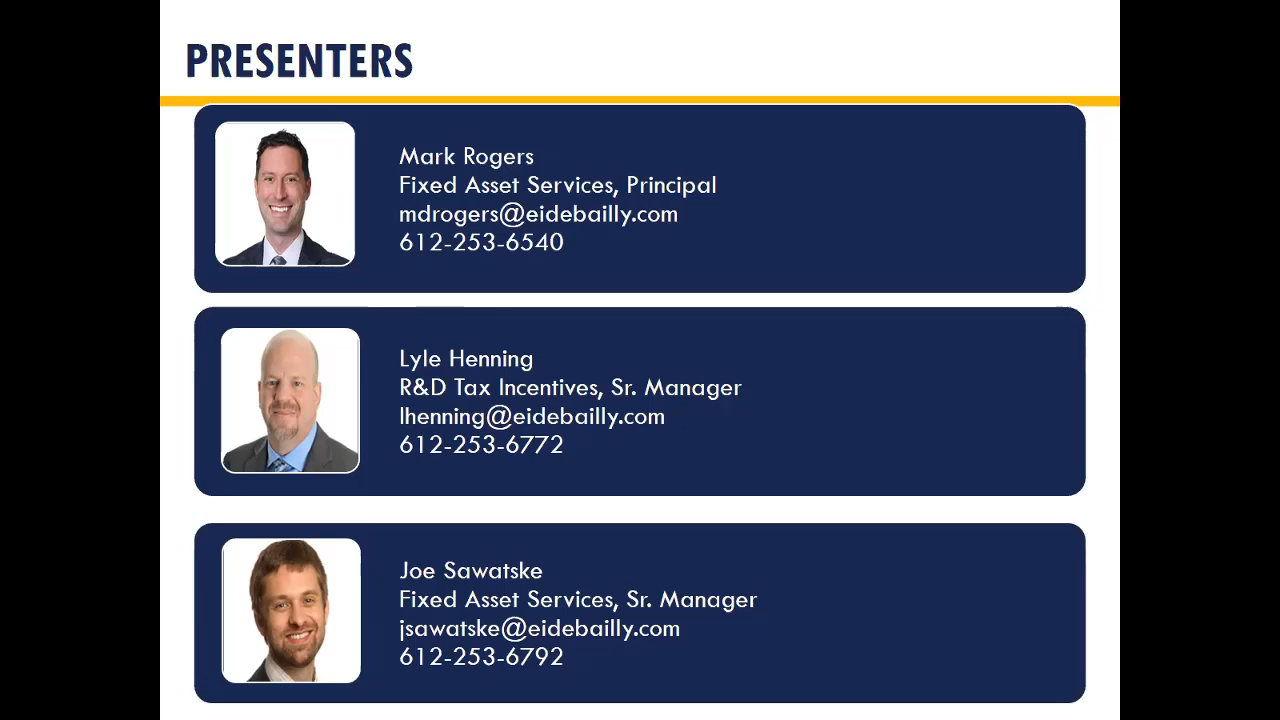 PRESENTERS
Mark Rogers
Fixed Asset Services, Principal
mdrogers@eidebailly.com
612-253-6540
Lyle Henning
R&D Tax Incentives, Sr. Manager
lhenning@eidebailly.com
612-253-6772
Joe Sawatske
Fixed Asset Services, Sr. Manager
jsawatske@eidebailly.com
612-253-6792